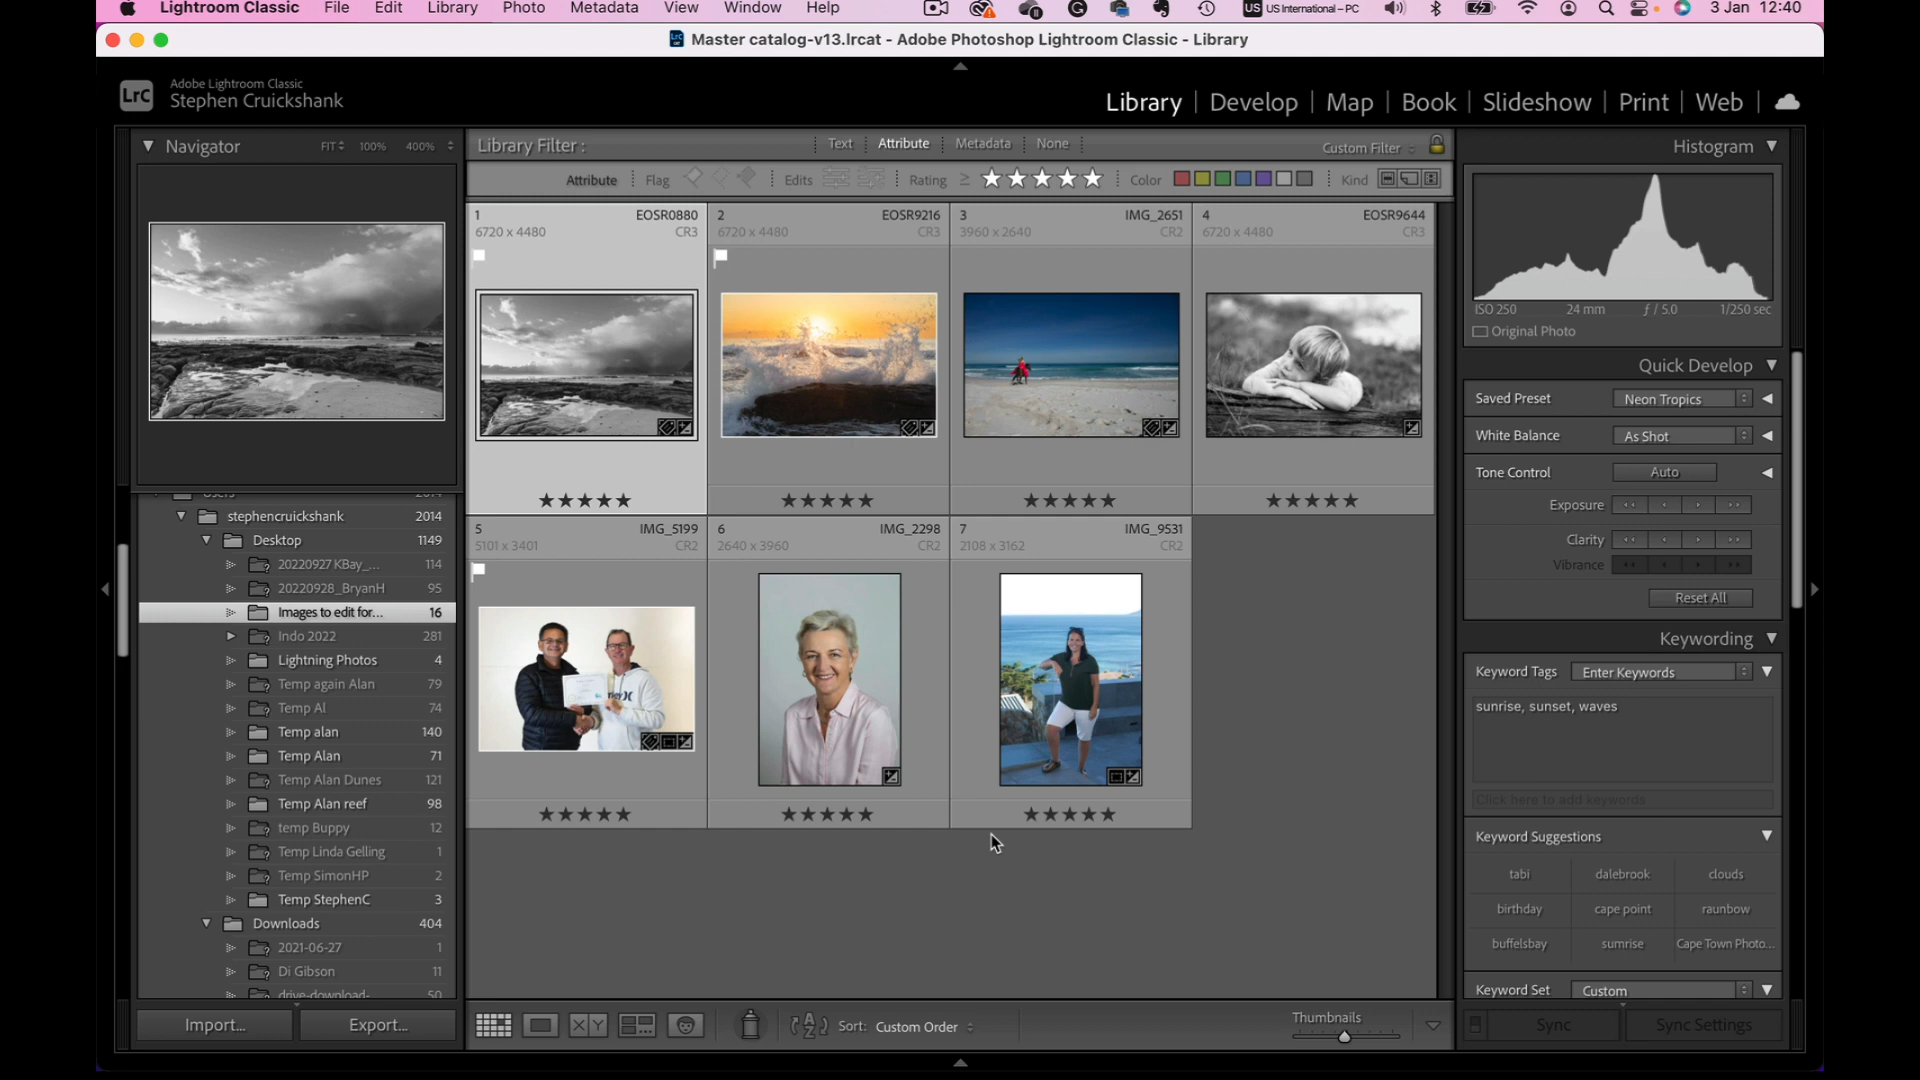 Lightroom Classic File Edit Library Photo Metadata View Window Help US US International – PC 3 Jan 12:40
Master catalog-v13.lrcat - Adobe Photoshop Lightroom Classic - Library
LrC Adobe Lightroom Classic
Stephen Cruickshank
Library | Develop | Map | Book | Slideshow | Print | Web |
Navigator FIT 100% 400%
Library Filter : Text Attribute Metadata None Custom Filter
Attribute Flag Edits Rating ≥ ★★★★★ Color Kind
1 EOSR0880
6720 x 4480 CR3
2 EOSR9216
6720 x 4480 CR3
3 IMG_2651
3960 x 2640 CR2
4 EOSR9644
6720 x 4480 CR3
★★★★★
★★★★★
★★★★★
★★★★★
5 IMG_5199
5101 x 3401 CR2
6 IMG_2298
2640 x 3960 CR2
7 IMG_9531
2108 x 3162 CR2
★★★★★
★★★★★
★★★★★
Users 2014
stephencruickshank 2014
Desktop 1149
20220927 KBay_... 114
20220928_BryanH 95
Images to edit for... 16
Indo 2022 281
Lightning Photos 4
Temp again Alan 79
Temp Al 74
Temp alan 140
Temp Alan 71
Temp Alan Dunes 121
Temp Alan reef 98
temp Buppy 12
Temp Linda Gelling 1
Temp SimonHP 2
Temp StephenC 3
Downloads 404
2021-06-27 1
Di Gibson 11
drive-download- 50
Import... Export...
Sort: Custom Order
Thumbnails
Histogram
ISO 250 24 mm ƒ / 5.0 1/250 sec
Original Photo
Quick Develop
Saved Preset Neon Tropics
White Balance As Shot
Tone Control Auto
Exposure
Clarity
Vibrance
Reset All
Keywording
Keyword Tags Enter Keywords
sunrise, sunset, waves
Click here to add keywords
Keyword Suggestions
tabi dalebrook clouds
birthday cape point raunbow
buffelsbay sumrise Cape Town Photo...
Keyword Set Custom
Sync Sync Settings